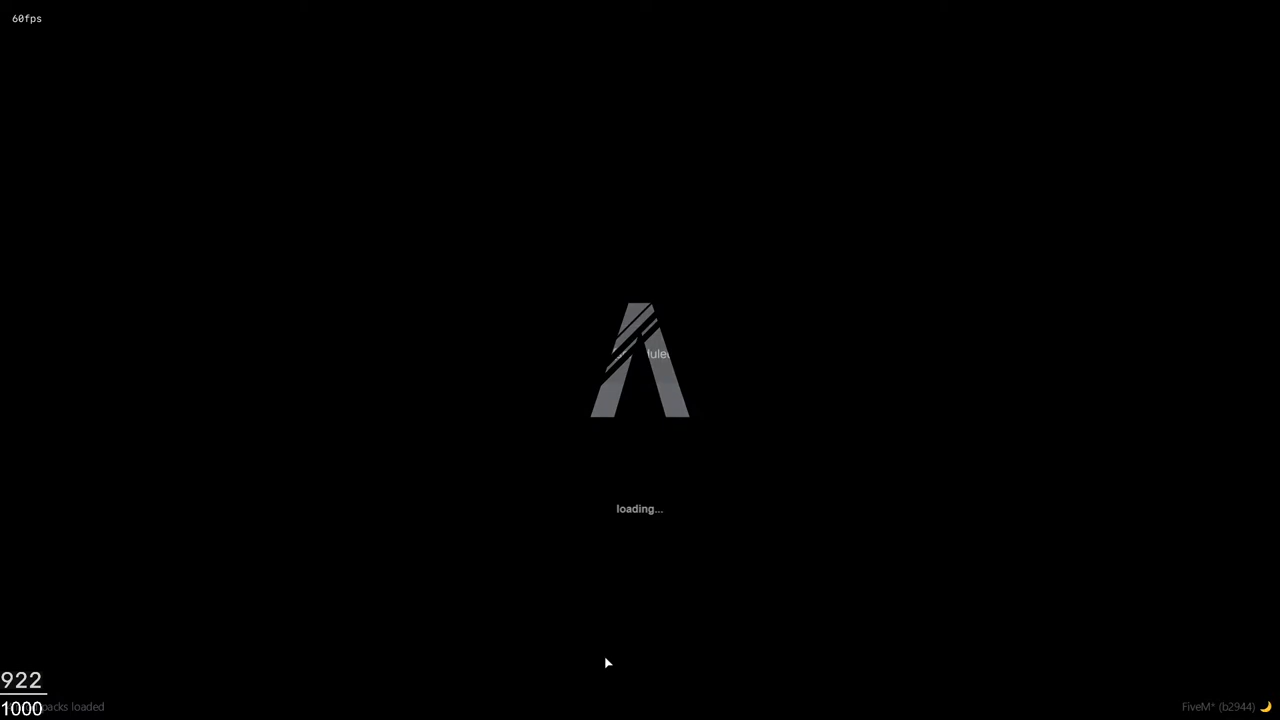 60fps
loading...
922
1000
packs loaded
FiveM* (b2944)